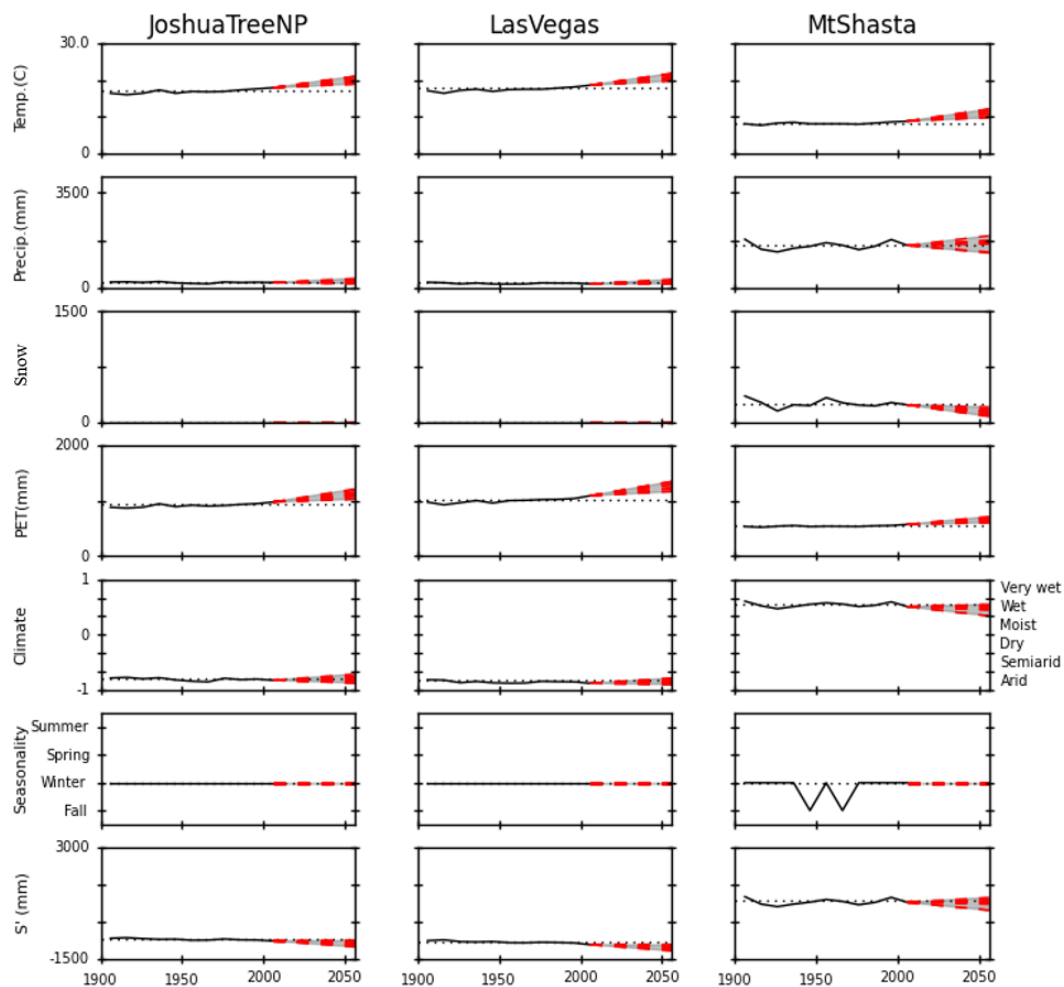 JoshuaTreeNP LasVegas MtShasta
30.0
Temp.(C)
0
3500
Precip.(mm)
0
1500
Snow
0
2000
PET(mm)
0
1
Climate
0
-1
Very wet
Wet
Moist
Dry
Semiarid
Arid
Seasonality
Summer
Spring
Winter
Fall
3000
S' (mm)
-1500
1900 1950 2000 2050 1900 1950 2000 2050 1900 1950 2000 2050